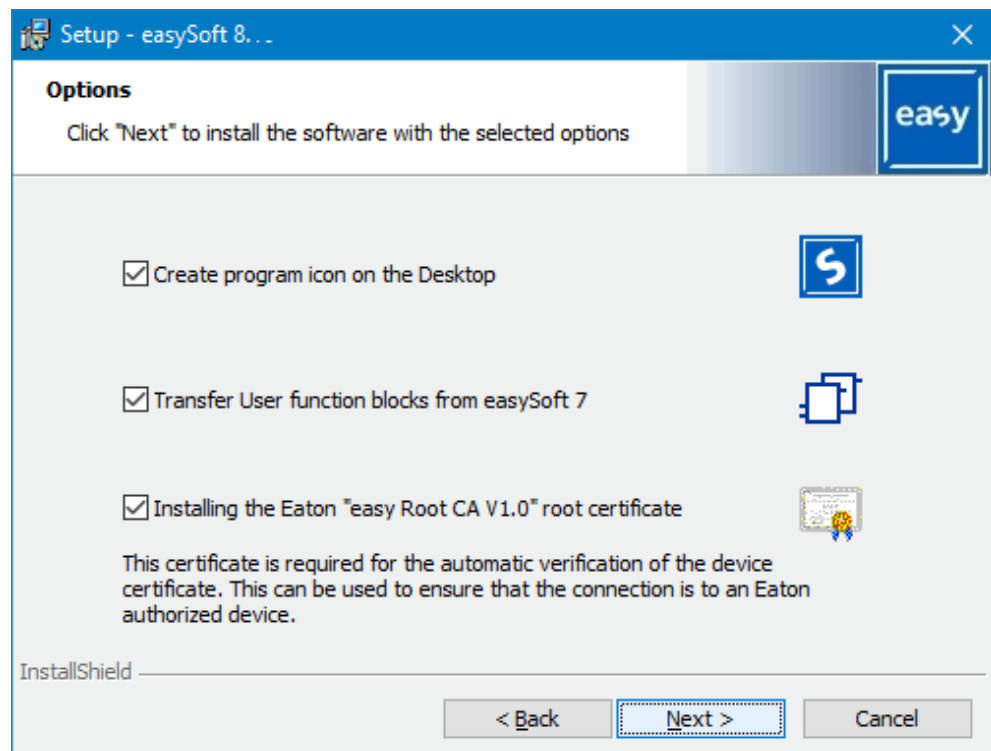 Setup - easySoft 8. . _
Options
Click "Next" to install the software with the selected options
easy
Create program icon on the Desktop
S
Transfer User function blocks from easySoft 7
Installing the Eaton "easy Root CA V1.0" root certificate
This certificate is required for the automatic verification of the device
certificate. This can be used to ensure that the connection is to an Eaton
authorized device.
InstallShield
< Back
Next >
Cancel